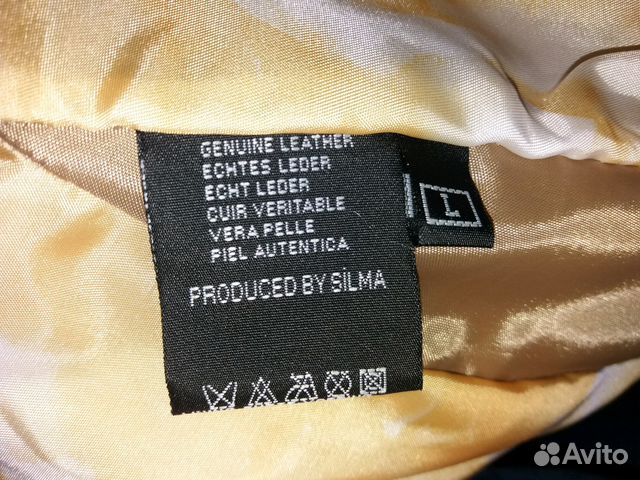 GENUINE LEATHER
ECHTES LEDER
ECHT LEDER
CUIR VERITABLE
VERA PELLE
PIEL AUTENTICA
PRODUCED BY SİLMA
L
Avito